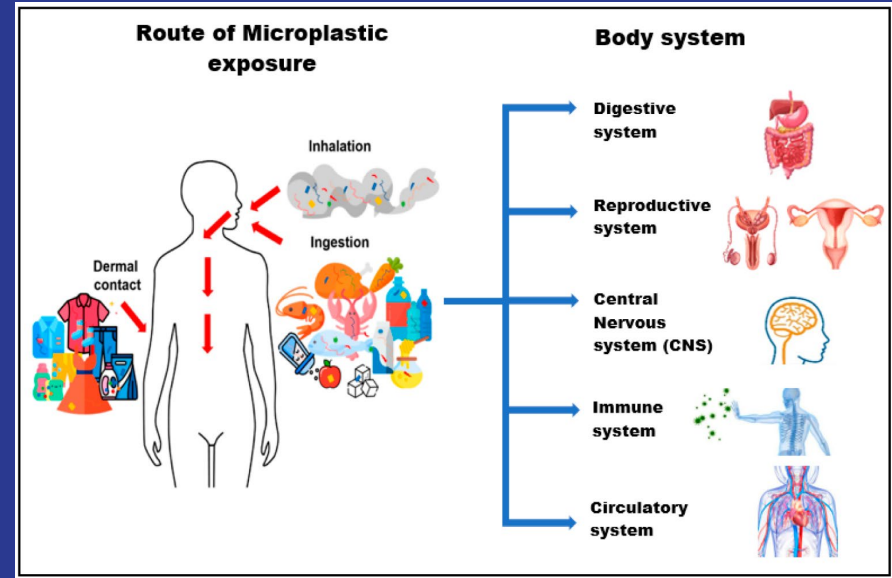 Route of Microplastic
exposure
Body system
Inhalation
Ingestion
Dermal
contact
Digestive
system
Reproductive
system
Central
Nervous
system (CNS)
Immune
system
Circulatory
system